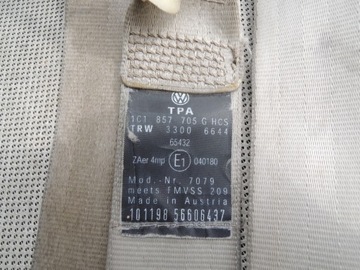 TPA
1C1 857 705 G HCS
TRW 3300 6644
65432
ZAer 4mp E1 040180
Mod.-Nr. 7079
meets FMVSS 209
Made in Austria
101198 56606437